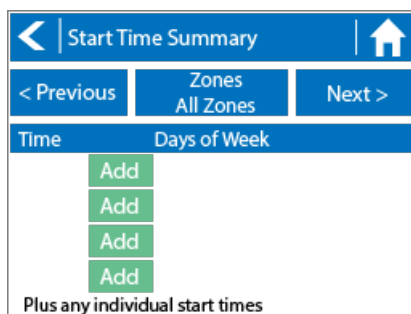 Start Time Summary
< Previous
Zones
All Zones
Next >
Time Days of Week
Add
Add
Add
Add
Plus any individual start times